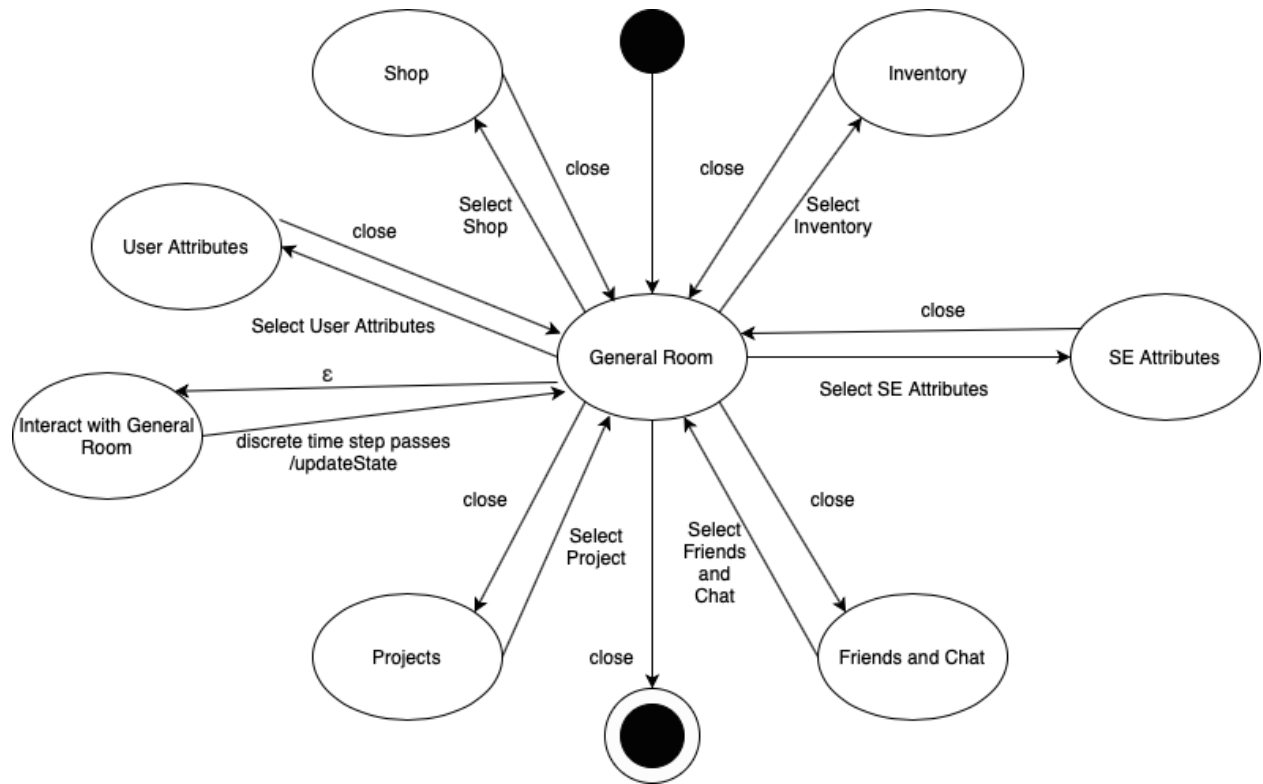 Shop
Inventory
close
close
Select
Shop
Select
Inventory
User Attributes
close
Select User Attributes
close
General Room
SE Attributes
Select SE Attributes
ε
Interact with General
Room
discrete time step passes
/updateState
close
Select
Project
Select
Friends
and
Chat
close
Projects
close
Friends and Chat